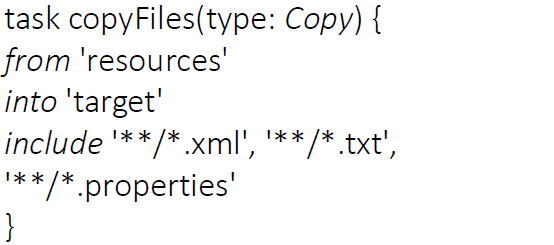 task copyFiles(type: Copy) {
from 'resources'
into 'target'
include '**/*.xml', '**/*.txt',
'**/*.properties'
}